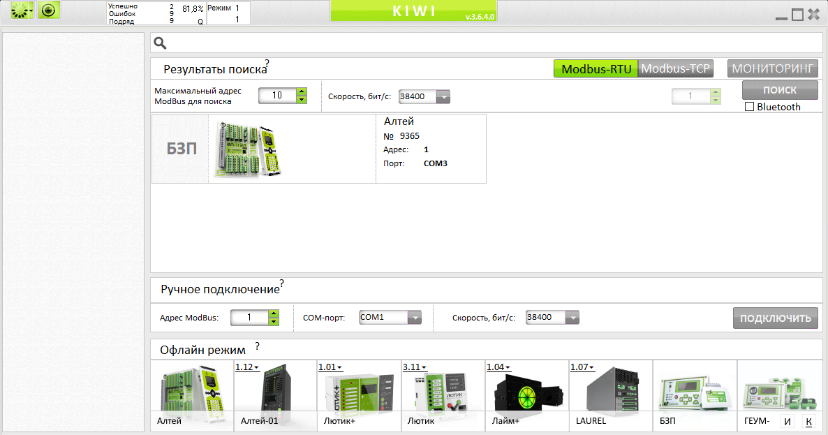 Успешно 2
Ошибок 9
Подряд 9
81,8%
Q
Режим 1
1
KIWI
v.3.6.4.0
Результаты поиска?
Modbus-RTU Modbus-TCP МОНИТОРИНГ
Максимальный адрес
ModBus для поиска
10
Скорость, бит/с: 38400
1
ПОИСК
Bluetooth
БЗП
Алтей
№ 9365
Адрес: 1
Порт: COM3
Ручное подключение?
Адрес ModBus: 1 COM-порт: COM1 Скорость, бит/с: 38400 ПОДКЛЮЧИТЬ
Офлайн режим ?
1.12 1.01 3.11 1.04 1.07
Алтей Алтей-01 Лютик+ Лютик Лайм+ LAUREL БЗП ГЕУМ- И К